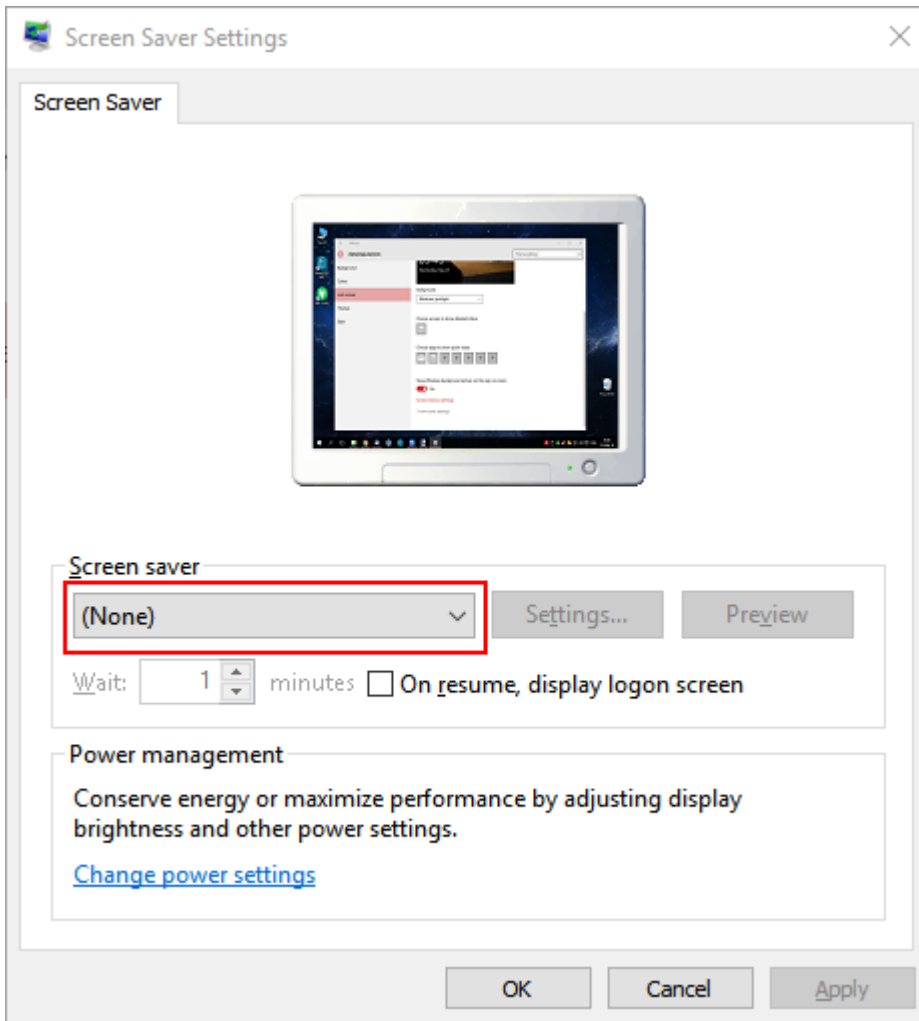 Screen Saver Settings
Screen Saver
Screen saver
(None)
Settings...
Preview
Wait: 1 minutes On resume, display logon screen
Power management
Conserve energy or maximize performance by adjusting display
brightness and other power settings.
Change power settings
OK Cancel Apply